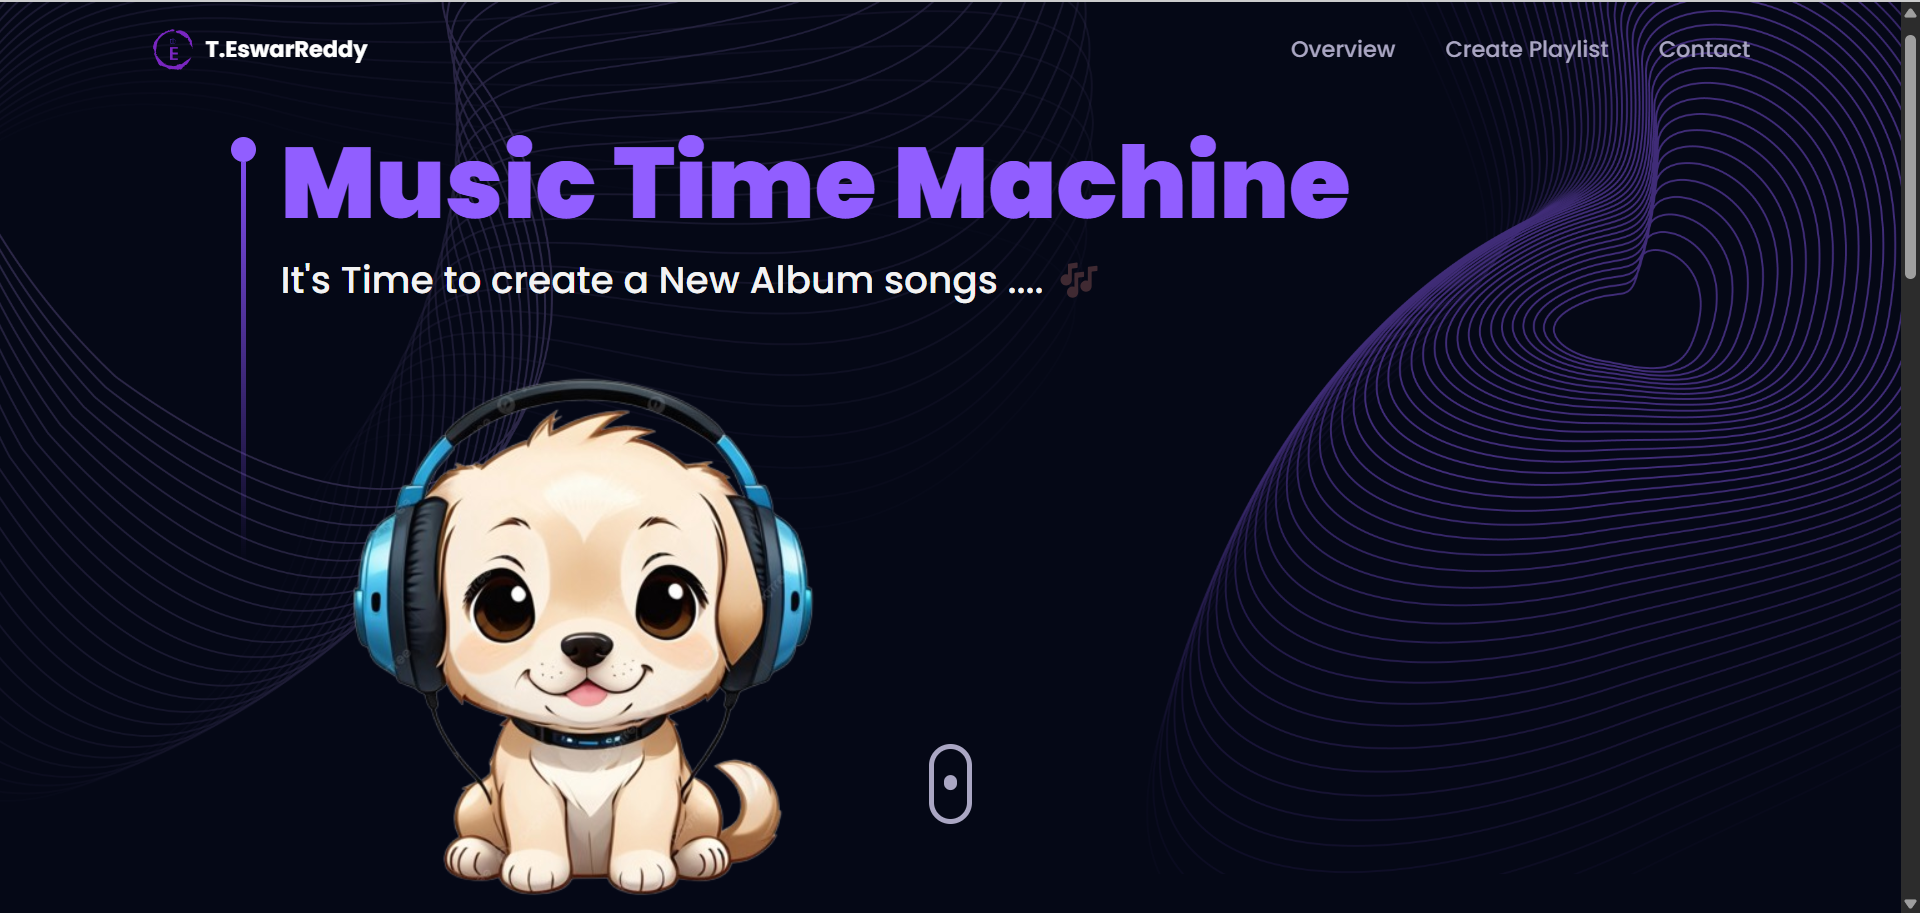 E
T.EswarReddy
Overview
Create Playlist
Contact
Music Time Machine
It's Time to create a New Album songs .... 🎶